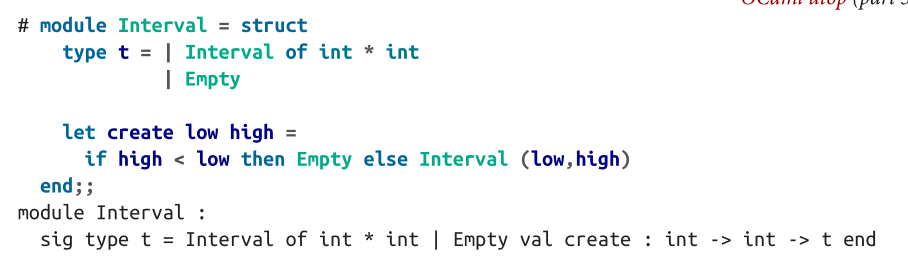 OCaml utop (part 3
# module Interval = struct
    type t = | Interval of int * int
             | Empty

    let create low high =
      if high < low then Empty else Interval (low,high)
  end;;
module Interval :
  sig type t = Interval of int * int | Empty val create : int -> int -> t end